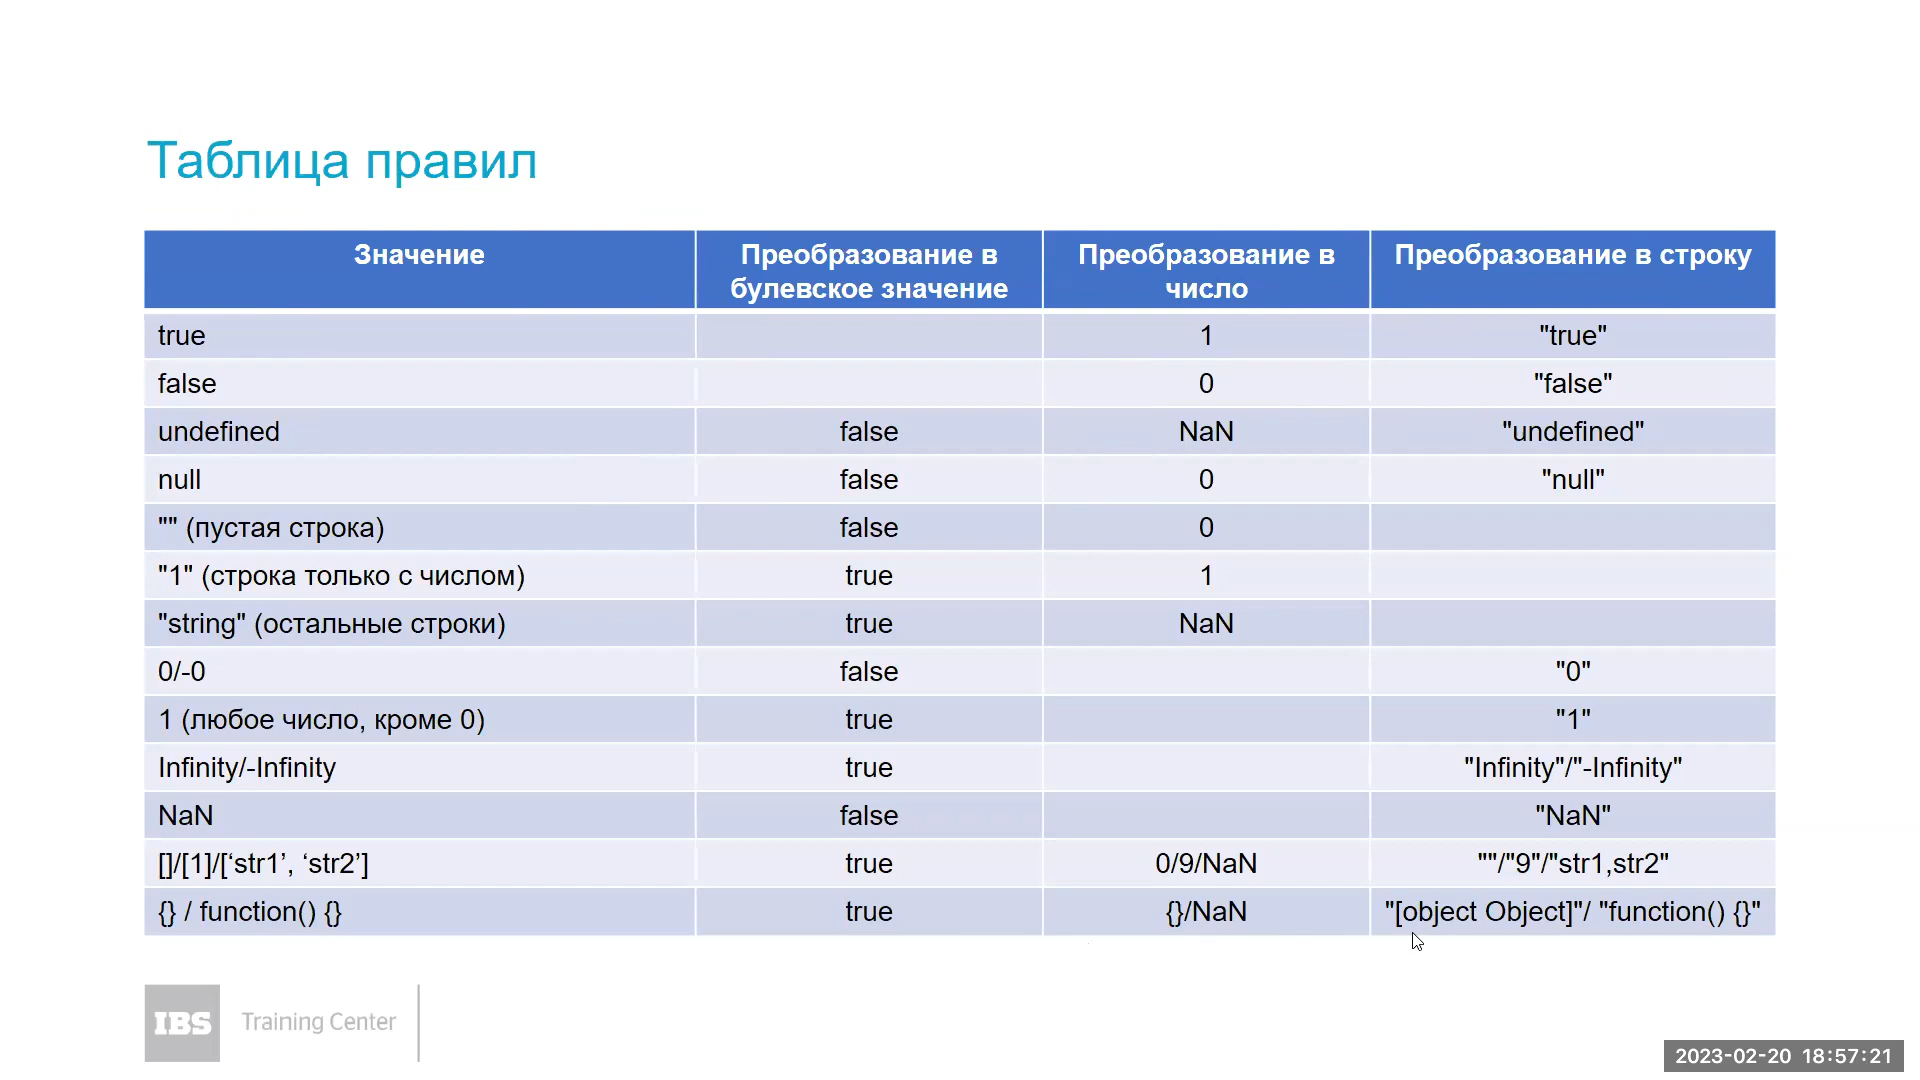 Таблица правил
Значение Преобразование в булевское значение Преобразование в число Преобразование в строку
true 1 "true"
false 0 "false"
undefined false NaN "undefined"
null false 0 "null"
"" (пустая строка) false 0
"1" (строка только с числом) true 1
"string" (остальные строки) true NaN
0/-0 false "0"
1 (любое число, кроме 0) true "1"
Infinity/-Infinity true "Infinity"/"-Infinity"
NaN false "NaN"
[]/[1]/[‘str1’, ‘str2’] true 0/9/NaN ""/"9"/"str1,str2"
{} / function() {} true {}/NaN "[object Object]"/ "function() {}"
IBS Training Center
2023-02-20 18:57:21